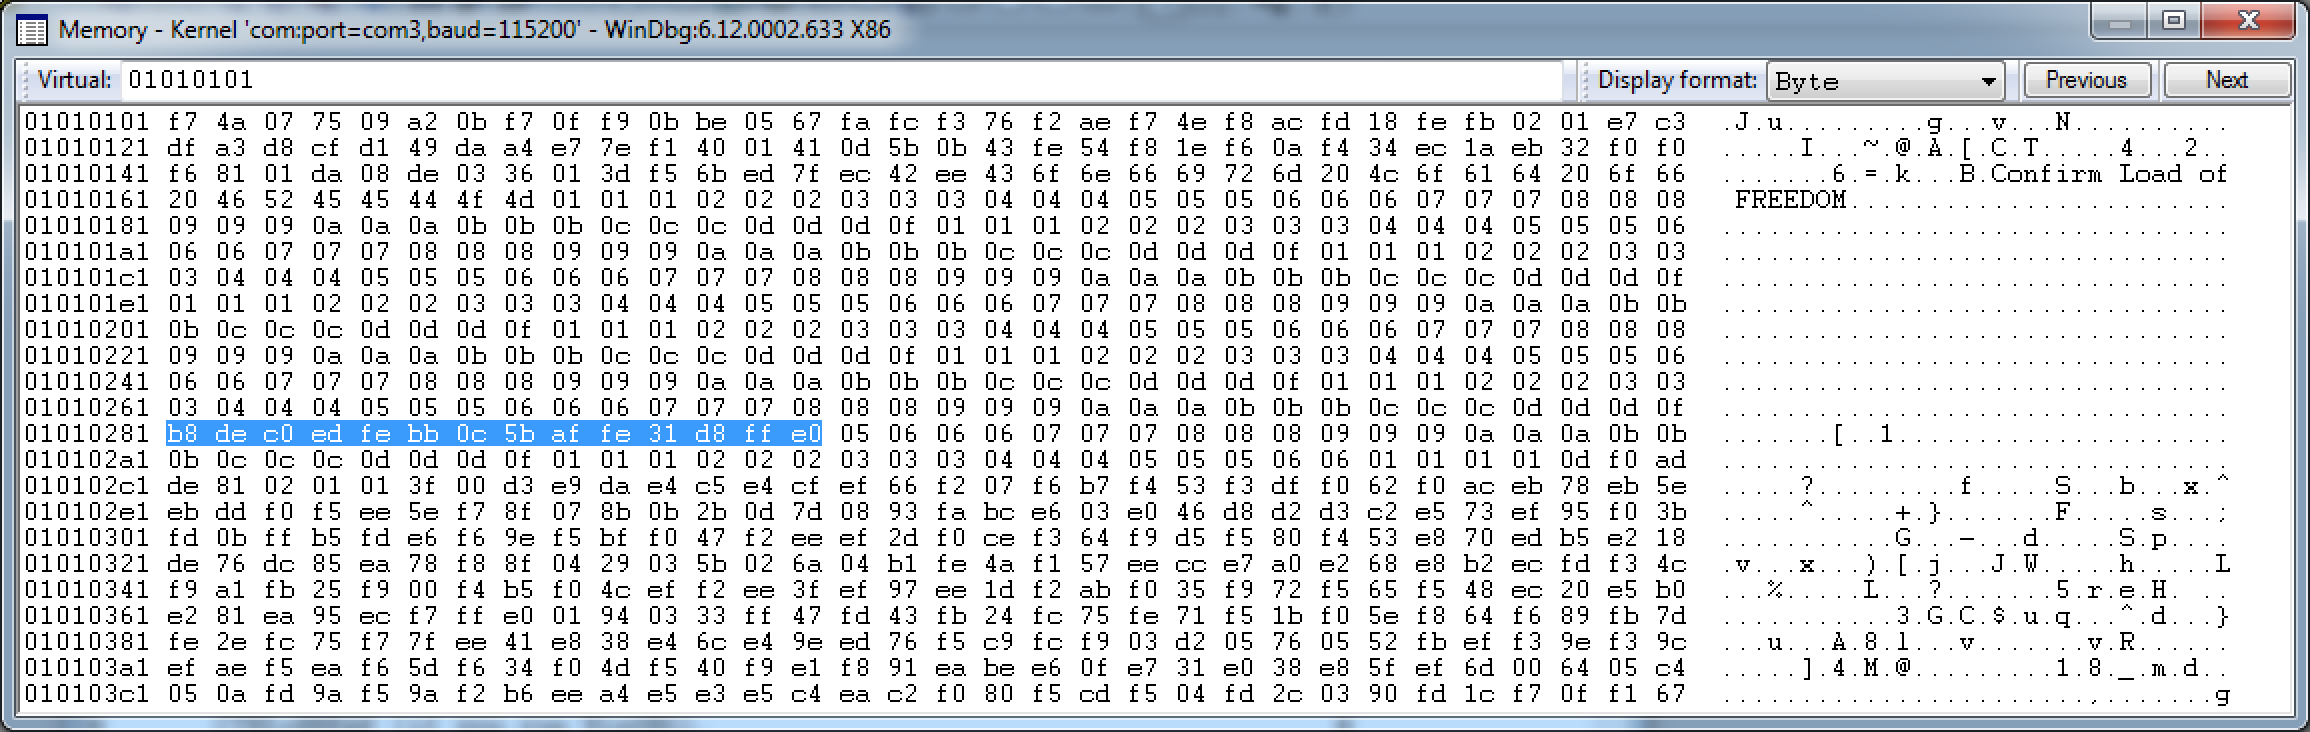 Memory - Kernel 'com:port=com3,baud=115200' - WinDbg:6.12.0002.633 X86
Virtual: 01010101 Display format: Byte Previous Next
01010101 f7 4a 07 75 09 a2 0b f7 0f f9 0b be 05 67 fa fc f3 76 f2 ae f7 4e f8 ac fd 18 fe fb 02 01 e7 c3 .J.u.........g..v..N..........
01010121 df a3 d8 cf d1 49 da a4 e7 7e f1 40 01 41 0d 5b 0b 43 fe 54 f8 1e f6 0a f4 34 ec 1a eb 32 f0 f0 .....I...~.@.A.[.C.T.....4...2..
01010141 f6 81 01 da 08 de 03 36 01 3d f5 6b ed 7f ec 42 ee 43 6f 6e 66 69 72 6d 20 4c 6f 61 64 20 6f 66 .......6.=.k...B.Confirm Load of
01010161 20 46 52 45 45 44 4f 4d 01 01 01 02 02 02 03 03 03 04 04 04 05 05 05 06 06 06 07 07 07 08 08 08 FREEDOM........................
01010181 09 09 09 0a 0a 0a 0b 0b 0b 0c 0c 0c 0d 0d 0d 0f 01 01 01 02 02 02 03 03 03 04 04 04 05 05 05 06 ................................
010101a1 06 06 07 07 07 08 08 08 09 09 09 0a 0a 0a 0b 0b 0b 0c 0c 0c 0d 0d 0d 0f 01 01 01 02 02 02 03 03 ................................
010101c1 03 04 04 04 05 05 05 06 06 06 07 07 07 08 08 08 09 09 09 0a 0a 0a 0b 0b 0b 0c 0c 0c 0d 0d 0d 0f ................................
010101e1 01 01 01 02 02 02 03 03 03 04 04 04 05 05 05 06 06 06 07 07 07 08 08 08 09 09 09 0a 0a 0a 0b 0b ................................
01010201 0b 0c 0c 0c 0d 0d 0d 0f 01 01 01 02 02 02 03 03 03 04 04 04 05 05 05 06 06 06 07 07 07 08 08 08 ................................
01010221 09 09 09 0a 0a 0a 0b 0b 0b 0c 0c 0c 0d 0d 0d 0f 01 01 01 02 02 02 03 03 03 04 04 04 05 05 05 06 ................................
01010241 06 06 07 07 07 08 08 08 09 09 09 0a 0a 0a 0b 0b 0b 0c 0c 0c 0d 0d 0d 0f 01 01 01 02 02 02 03 03 ................................
01010261 03 04 04 04 05 05 05 06 06 06 07 07 07 08 08 08 09 09 09 0a 0a 0a 0b 0b 0b 0c 0c 0c 0d 0d 0d 0f ................................
01010281 b8 de c0 ed fe bb 0c 5b af fe 31 d8 ff e0 05 06 06 06 07 07 07 08 08 08 09 09 09 0a 0a 0a 0b 0b .......[..1.....................
010102a1 0b 0c 0c 0c 0d 0d 0d 0f 01 01 01 02 02 02 03 03 03 04 04 04 05 05 05 06 06 01 01 01 01 0d f0 ad ................................
010102c1 de 81 02 01 01 3f 00 d3 e9 da e4 c5 e4 cf ef 66 f2 07 f6 b7 f4 53 f3 df f0 62 f0 ac eb 78 eb 5e .....?.........f.....S...b...x.^
010102e1 eb dd f0 f5 ee 5e f7 8f 07 8b 0b 2b 0d 7d 08 93 fa bc e6 03 e0 46 d8 d2 d3 c2 e5 73 ef 95 f0 3b .....^.....+.}.......F.....s...;
01010301 fd 0b ff b5 fd e6 f6 9e f5 bf f0 47 f2 ee ef 2d f0 ce f3 64 f9 d5 f5 80 f4 53 e8 70 ed b5 e2 18 ...........G...-...d.....S.p....
01010321 de 76 dc 85 ea 78 f8 8f 04 29 03 5b 02 6a 04 b1 fe 4a f1 57 ee cc e7 a0 e2 68 e8 b2 ec fd f3 4c .v...x...).[.j...J.W.....h.....L
01010341 f9 a1 fb 25 f9 00 f4 b5 f0 4c ef f2 ee 3f ef 97 ee 1d f2 ab f0 35 f9 72 f5 65 f5 48 ec 20 e5 b0 ...%.....L...?.......5.r.e.H. ..
01010361 e2 81 ea 95 ec f7 ff e0 01 94 03 33 ff 47 fd 43 fb 24 fc 75 fe 71 f5 1b f0 5e f8 64 f6 89 fb 7d ...........3.G.C.$.u.q...^.d...}
01010381 fe 2e fc 75 f7 7f ee 41 e8 38 e4 6c e4 9e ed 76 f5 c9 fc f9 03 d2 05 76 05 52 fb ef f3 9e f3 9c ...u...A.8.l...v.......v.R......
010103a1 ef ae f5 ea f6 5d f6 34 f0 4d f5 40 f9 e1 f8 91 ea be e6 0f e7 31 e0 38 e8 5f ef 6d 00 64 05 c4 .....].4.M.@.........1.8._.m.d..
010103c1 05 0a fd 9a f5 9a f2 b6 ee a4 e5 e3 e5 c4 ea c2 f0 80 f5 cd f5 04 fd 2c 03 90 fd 1c f7 0f f1 67 .......................,.......g